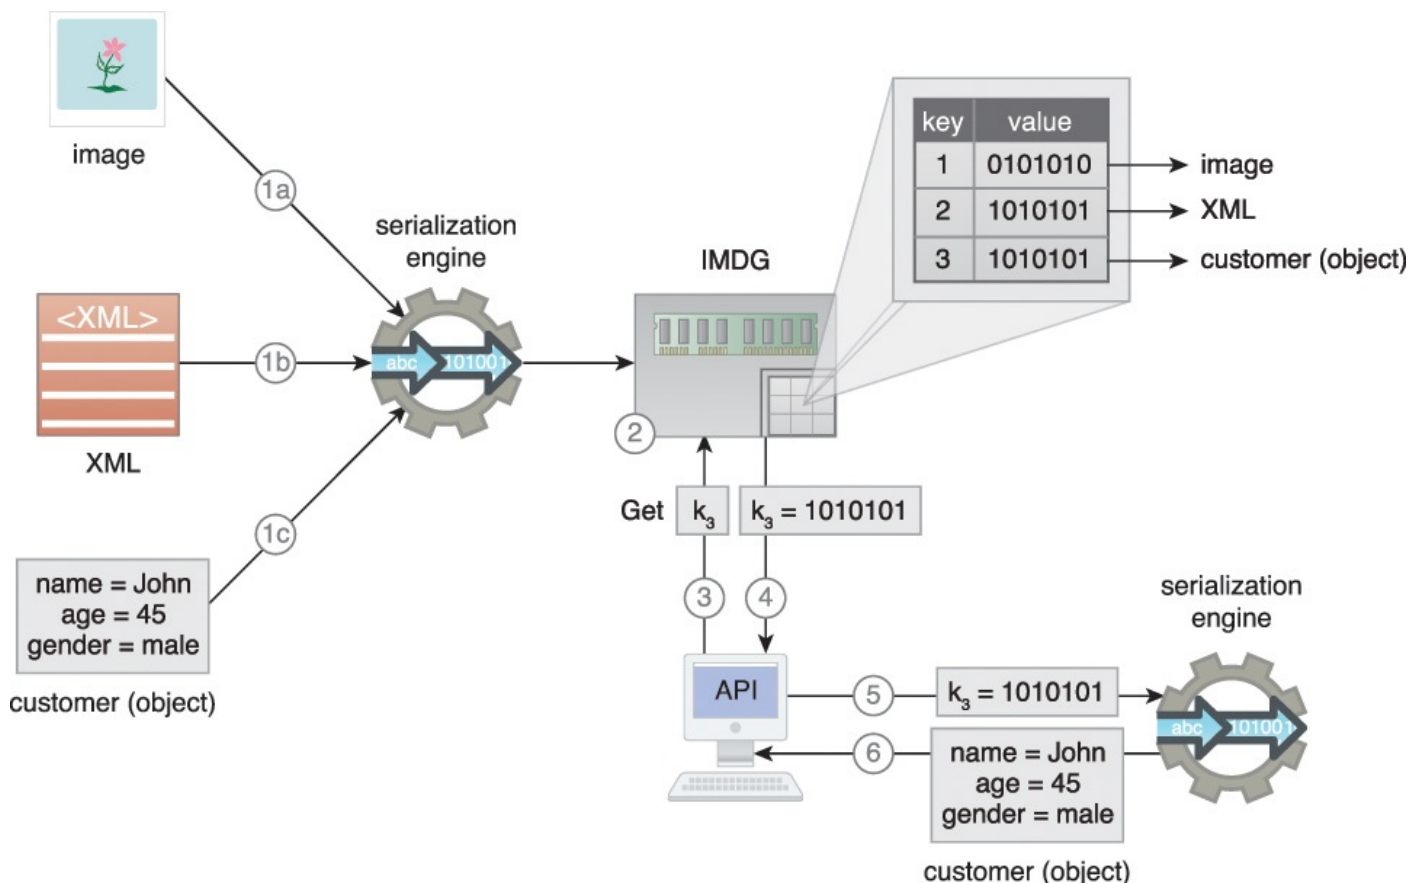 image
1a
serialization
engine
<XML>
XML
1b
abc
101001
1c
name = John
age = 45
gender = male
customer (object)
IMDG
2
key value
1 0101010
image
2 1010101
XML
3 1010101
customer (object)
Get
k₃
k₃ = 1010101
3
4
API
5
k₃ = 1010101
serialization
engine
abc
101001
6
name = John
age = 45
gender = male
customer (object)